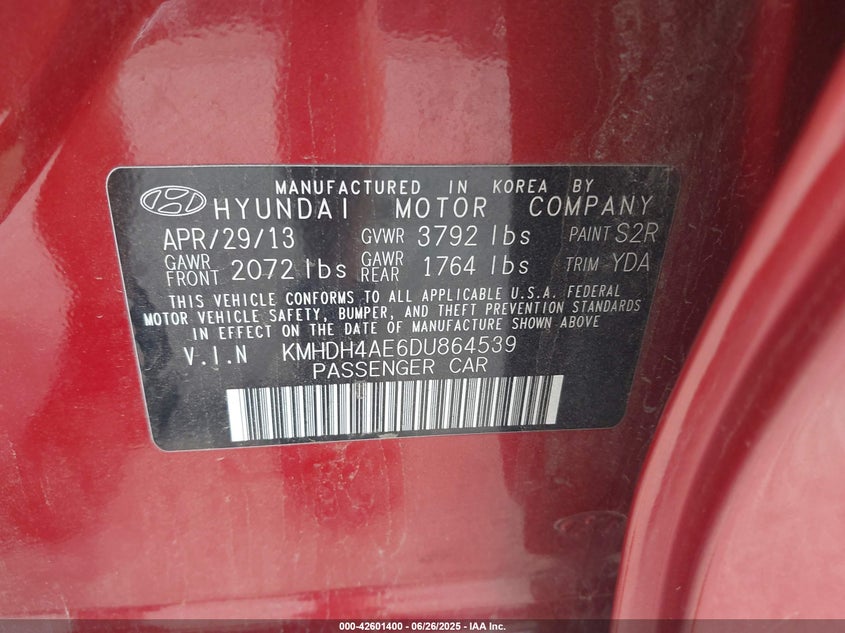 MANUFACTURED IN KOREA BY
HYUNDAI MOTOR COMPANY
APR/29/13 GVWR 3792 lbs PAINT S2R
GAWR FRONT 2072 lbs GAWR REAR 1764 lbs TRIM YDA
THIS VEHICLE CONFORMS TO ALL APPLICABLE U.S.A. FEDERAL
MOTOR VEHICLE SAFETY, BUMPER, AND THEFT PREVENTION STANDARDS
IN EFFECT ON THE DATE OF MANUFACTURE SHOWN ABOVE
V.I.N KMHDH4AE6DU864539
PASSENGER CAR
000-42601400 - 06/26/2025 - IAA Inc.